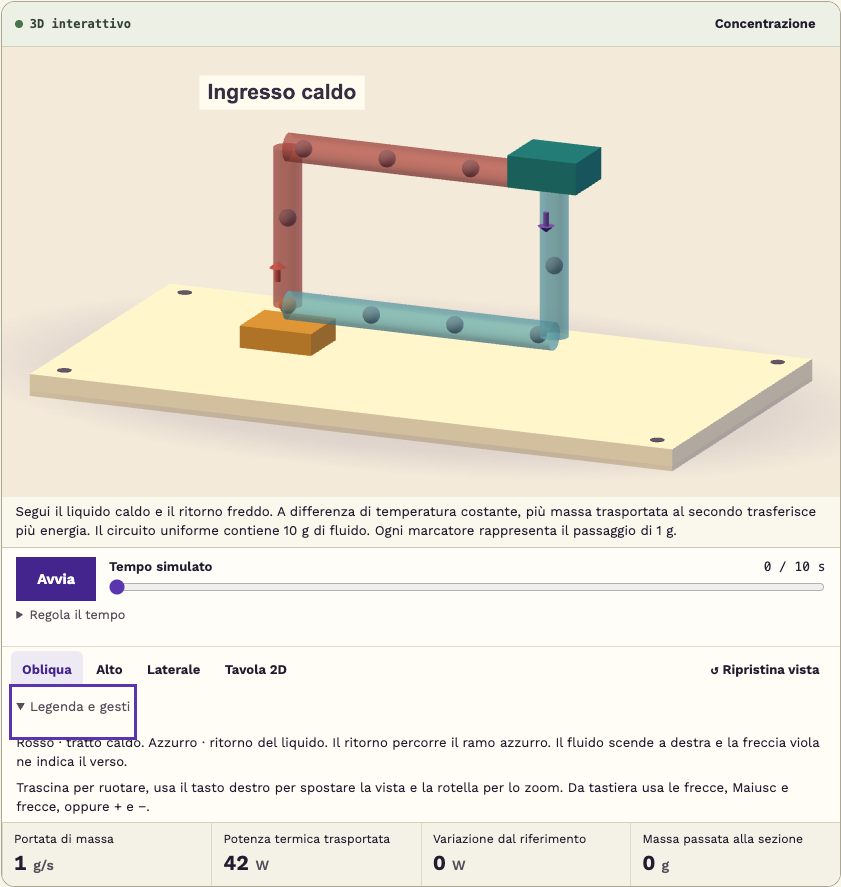 3D interattivo
Concentrazione
Ingresso caldo
Segui il liquido caldo e il ritorno freddo. A differenza di temperatura costante, più massa trasportata al secondo trasferisce
più energia. Il circuito uniforme contiene 10 g di fluido. Ogni marcatore rappresenta il passaggio di 1 g.
Avvia
Tempo simulato
0 / 10 s
▶ Regola il tempo
Obliqua
Alto
Laterale
Tavola 2D
↺ Ripristina vista
▼ Legenda e gesti
Rosso · tratto caldo. Azzurro · ritorno del liquido. Il ritorno percorre il ramo azzurro. Il fluido scende a destra e la freccia viola
ne indica il verso.
Trascina per ruotare, usa il tasto destro per spostare la vista e la rotella per lo zoom. Da tastiera usa le frecce, Maiusc e
frecce, oppure + e −.
Portata di massa
1 g/s
Potenza termica trasportata
42 W
Variazione dal riferimento
0 W
Massa passata alla sezione
0 g